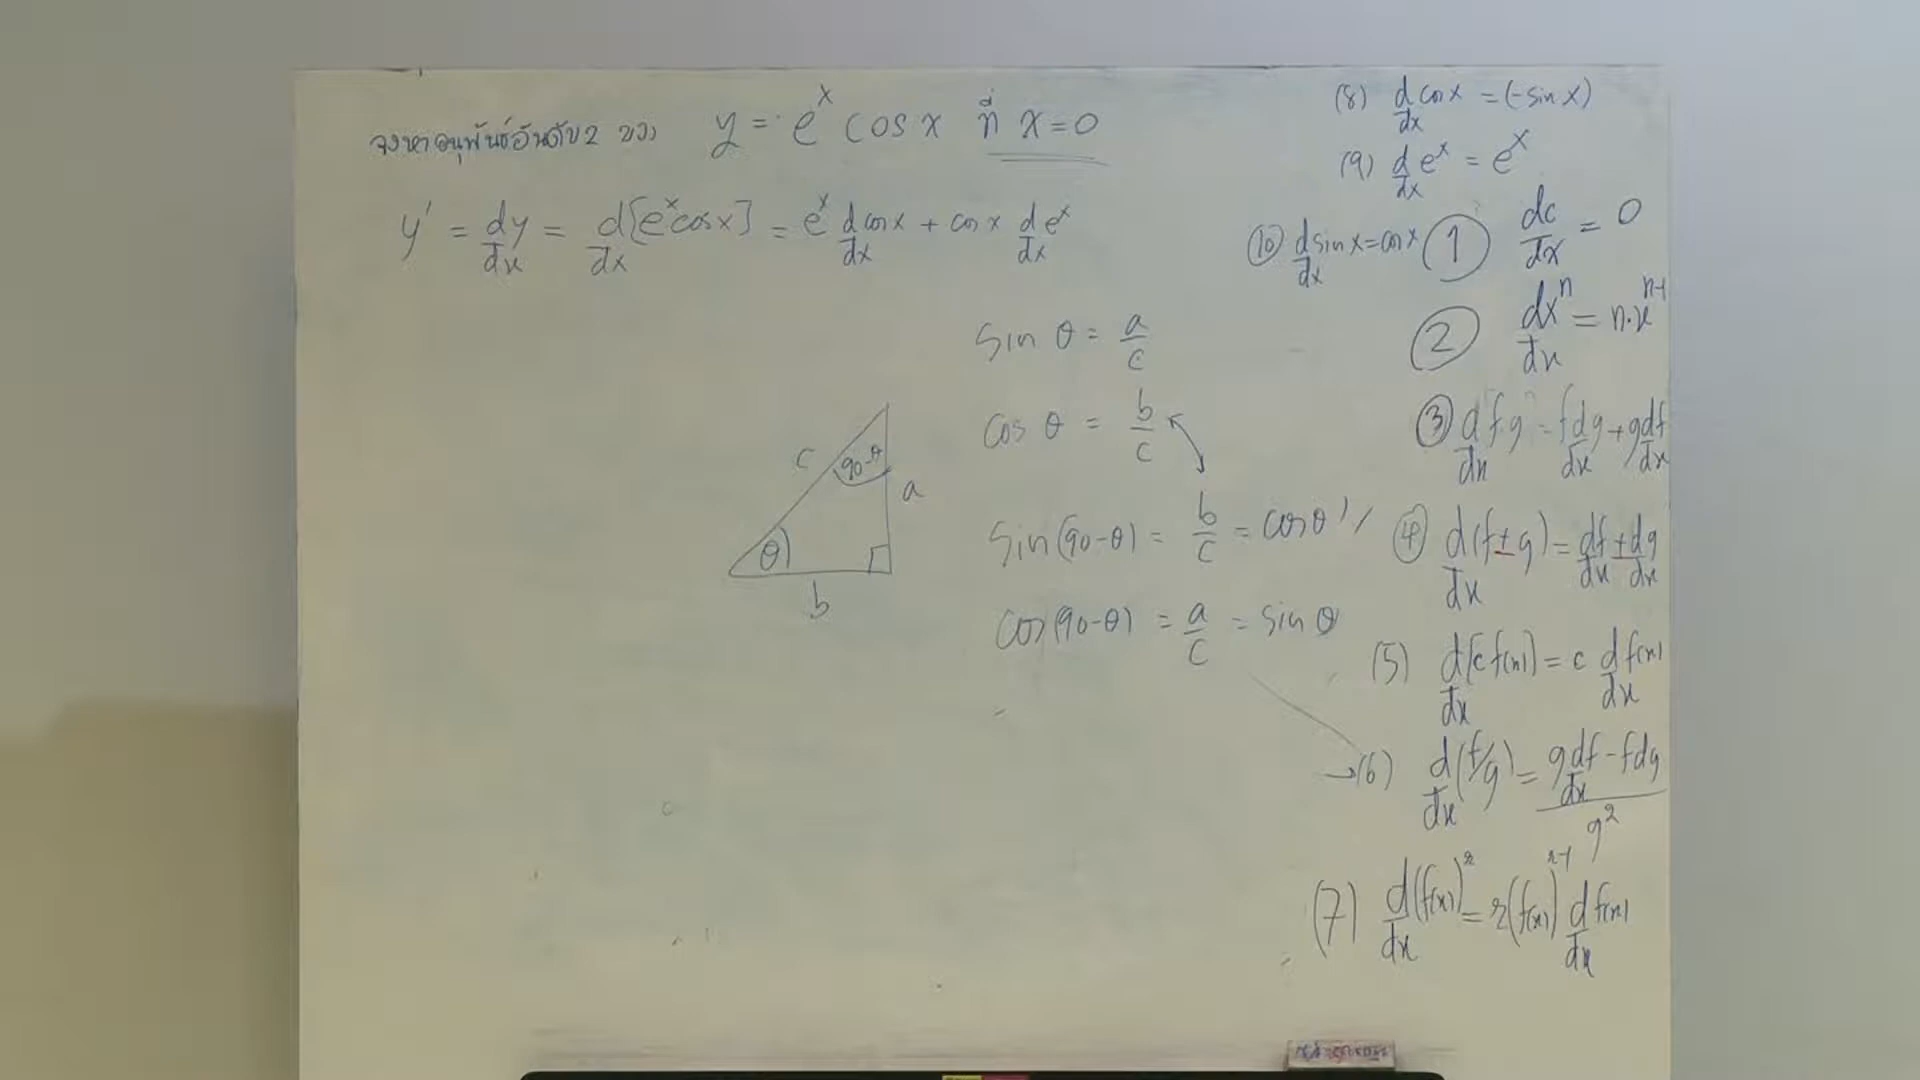 จงหาอนุพันธ์อันดับ 2 ของ y = e^x cos x ที่ x = 0
y' = dy/dx = d/dx [e^x cos x] = e^x d/dx cos x + cos x d/dx e^x
sin θ = a/c
cos θ = b/c
sin(90-θ) = b/c = cos θ
cos(90-θ) = a/c = sin θ
c
90-θ
a
θ
b
(8) d/dx cos x = (-sin x)
(9) d/dx e^x = e^x
(10) d/dx sin x = cos x
(1) dc/dx = 0
(2) dx^n/dx = n·x^(n-1)
(3) d/dx f·g = f dg/dx + g df/dx
(4) d/dx (f±g) = df/dx ± dg/dx
(5) d/dx [c f(x)] = c d/dx f(x)
→(6) d/dx (f/g) = (g df/dx - f dg)/g^2
(7) d/dx (f(x))^r = r(f(x))^(r-1) d/dx f(x)